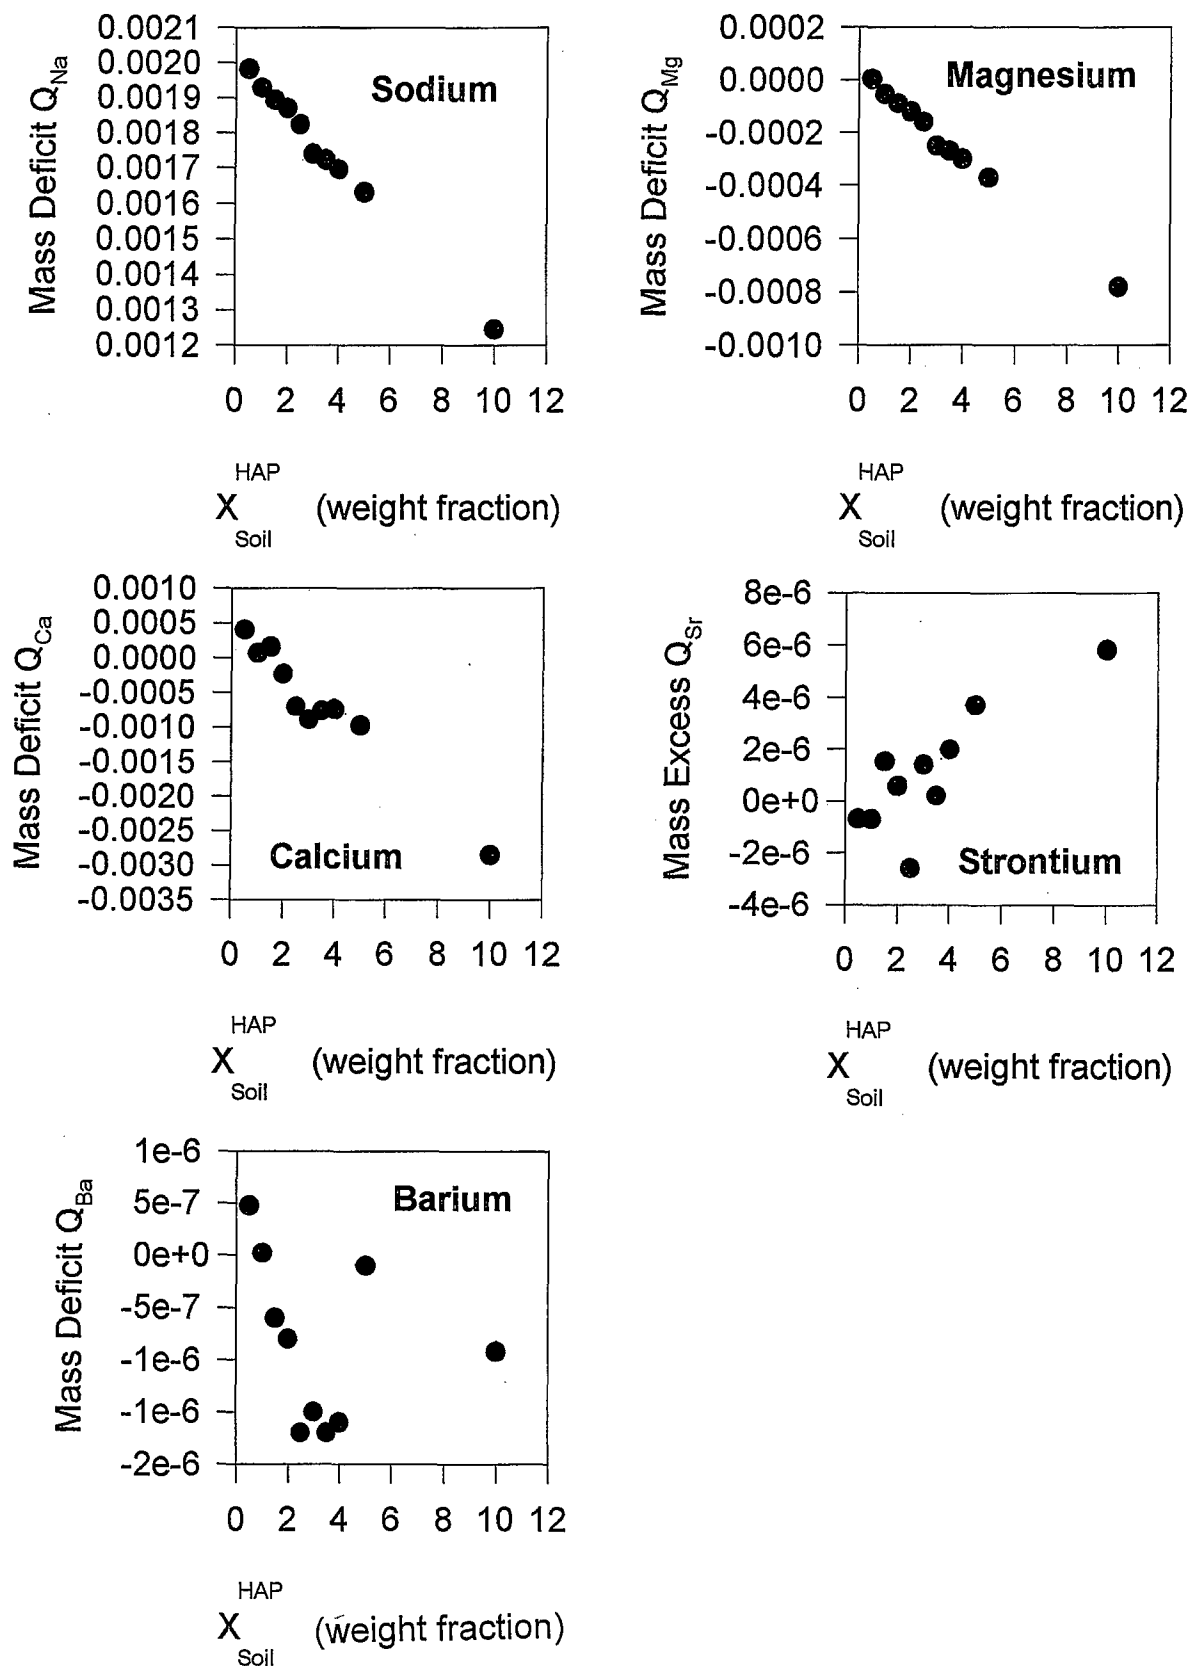 0.0021
0.0020
0.0019
0.0018
0.0017
0.0016
0.0015
0.0014
0.0013
0.0012
Mass Deficit Q_Na
Sodium
0 2 4 6 8 10 12
X HAP Soil (weight fraction)
0.0002
0.0000
-0.0002
-0.0004
-0.0006
-0.0008
-0.0010
Mass Deficit Q_Mg
Magnesium
0 2 4 6 8 10 12
X HAP Soil (weight fraction)
0.0010
0.0005
0.0000
-0.0005
-0.0010
-0.0015
-0.0020
-0.0025
-0.0030
-0.0035
Mass Deficit Q_Ca
Calcium
0 2 4 6 8 10 12
X HAP Soil (weight fraction)
8e-6
6e-6
4e-6
2e-6
0e+0
-2e-6
-4e-6
Mass Excess Q_Sr
Strontium
0 2 4 6 8 10 12
X HAP Soil (weight fraction)
1e-6
5e-7
0e+0
-5e-7
-1e-6
-1e-6
-2e-6
Mass Deficit Q_Ba
Barium
0 2 4 6 8 10 12
X HAP Soil (weight fraction)